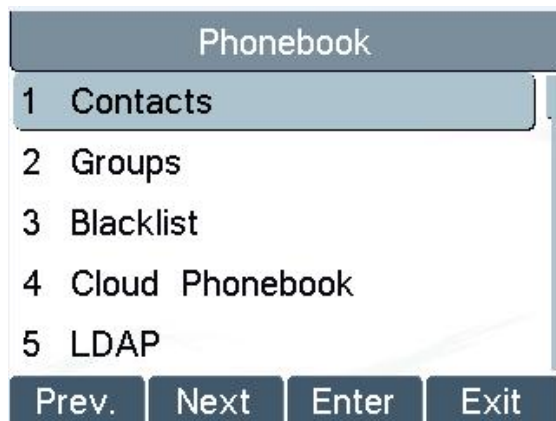 Phonebook
1 Contacts
2 Groups
3 Blacklist
4 Cloud Phonebook
5 LDAP
Prev. Next Enter Exit